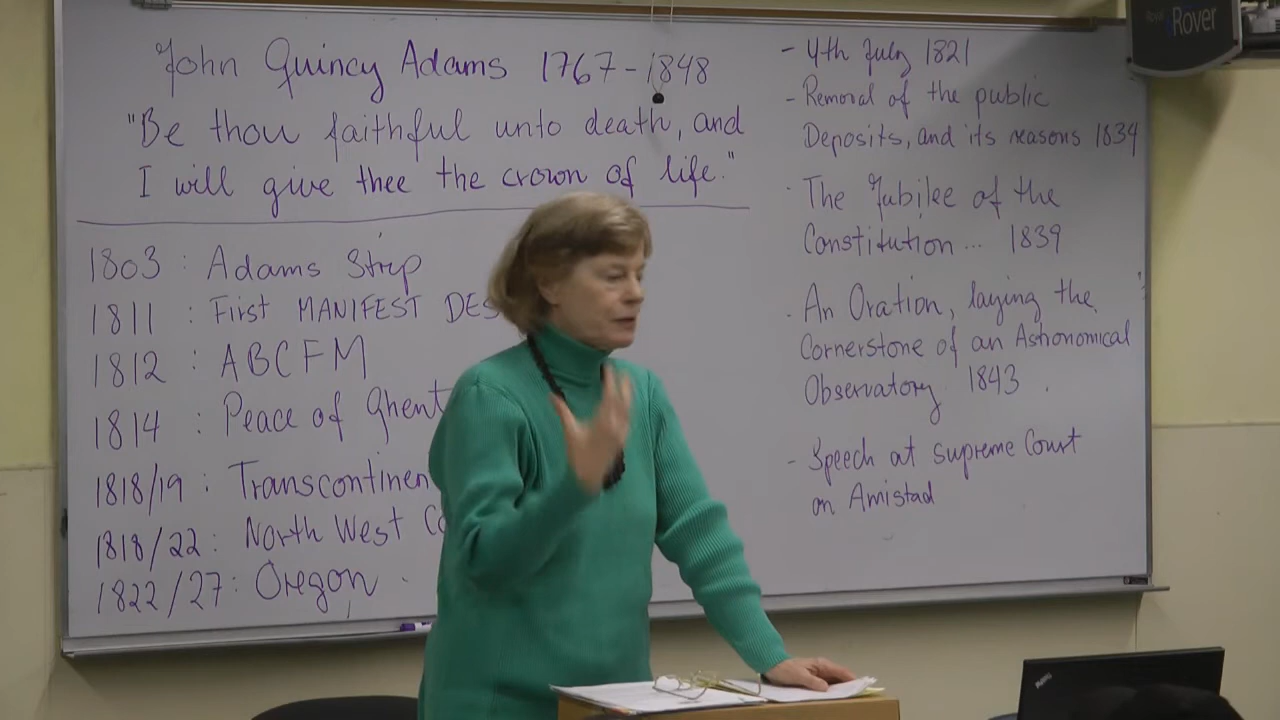 John Quincy Adams 1767-1848
"Be thou faithful unto death, and
I will give thee the crown of life."
1803 : Adams Strip
1811 : First MANIFEST DES
1812 : ABCFM
1814 : Peace of Ghent
1818/19 : Transcontinen
1818/22 : North West Co
1822/27 : Oregon
- 4th July 1821
- Removal of the public
Deposits, and its reasons 1834
· The Jubilee of the
Constitution ... 1839
· An Oration, laying the
Cornerstone of an Astronomical
Observatory 1843 .
- Speech at supreme Court
on Amistad
Rover